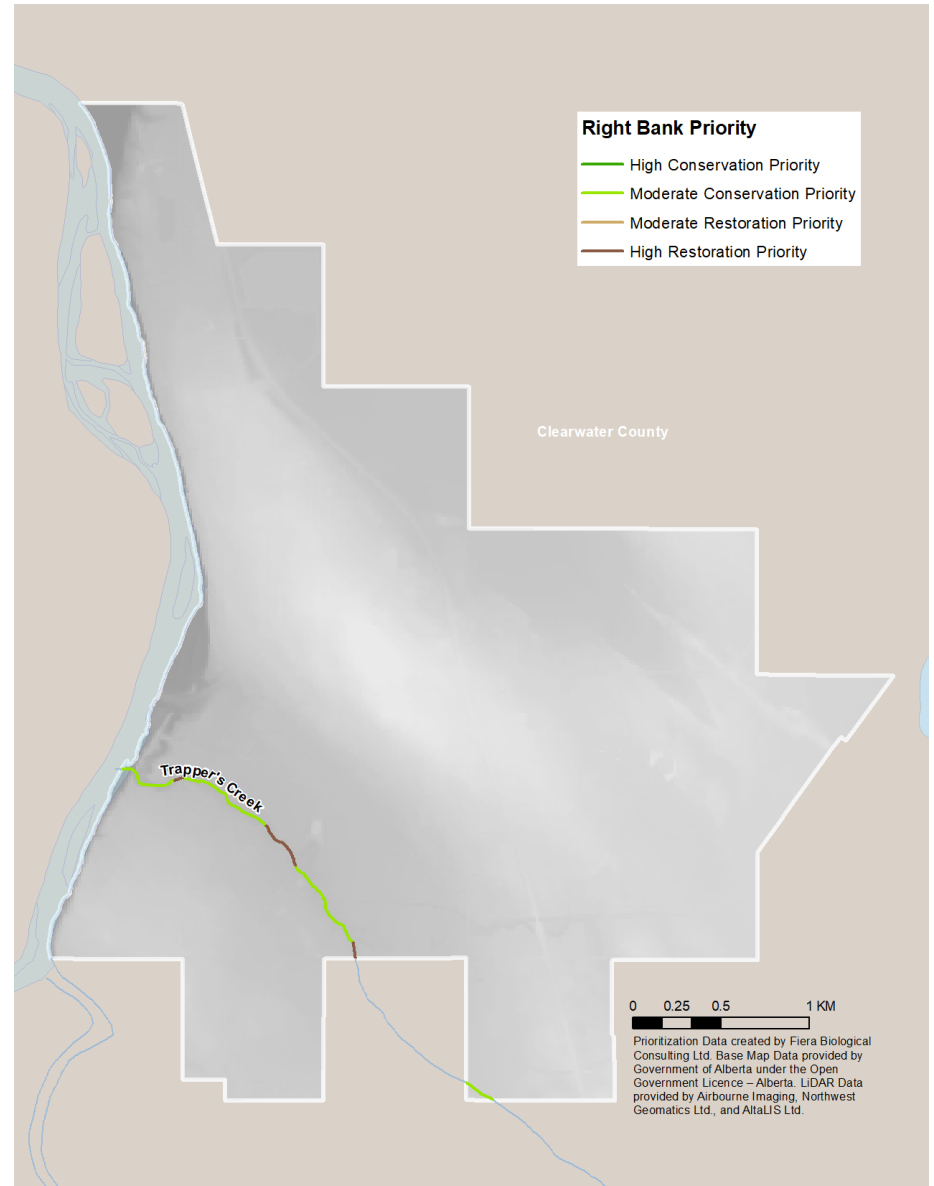 Right Bank Priority
High Conservation Priority
Moderate Conservation Priority
Moderate Restoration Priority
High Restoration Priority
Clearwater County
Trapper's Creek
0 0.25 0.5 1 KM
Prioritization Data created by Fiera Biological
Consulting Ltd. Base Map Data provided by
Government of Alberta under the Open
Government Licence – Alberta. LiDAR Data
provided by Airbourne Imaging, Northwest
Geomatics Ltd., and AltaLIS Ltd.